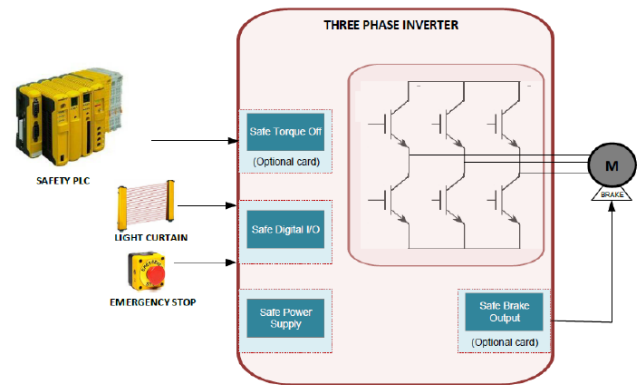 THREE PHASE INVERTER
SAFETY PLC
Safe Torque Off
(Optional card)
LIGHT CURTAIN
Safe Digital I/O
EMERGENCY STOP
Safe Power
Supply
Safe Brake
Output
(Optional card)
M
BRAKE